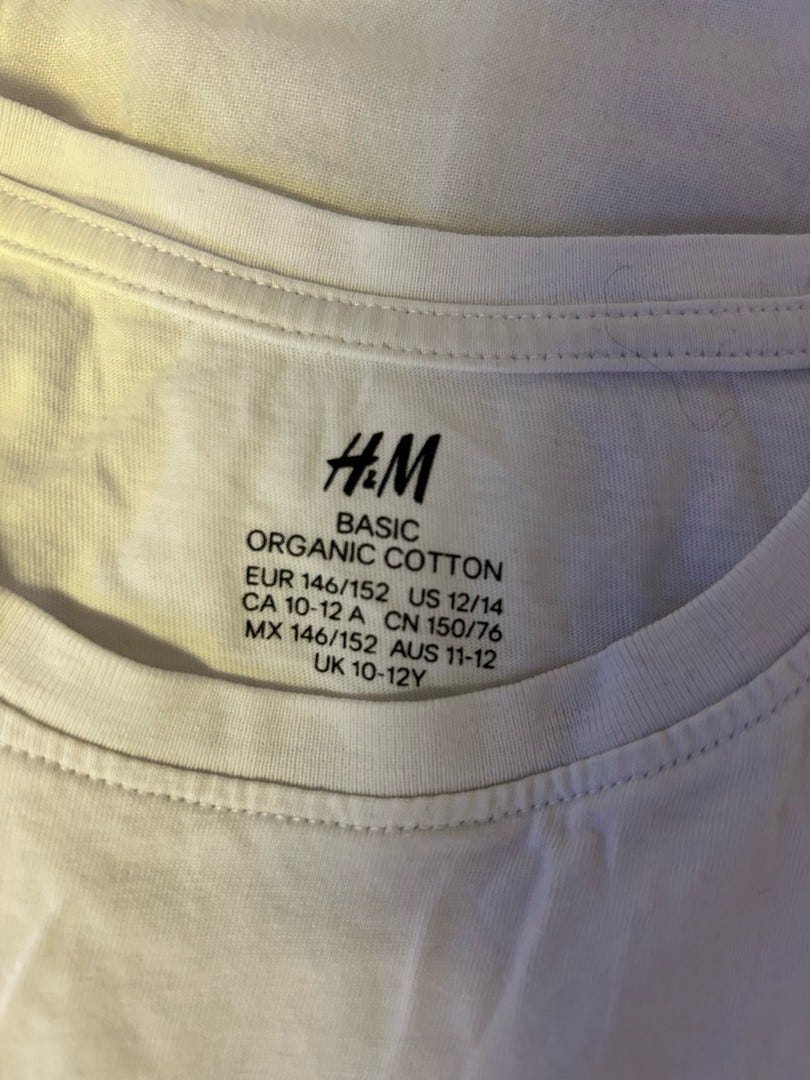 H&M
BASIC
ORGANIC COTTON
EUR 146/152 US 12/14
CA 10-12 A CN 150/76
MX 146/152 AUS 11-12
UK 10-12Y